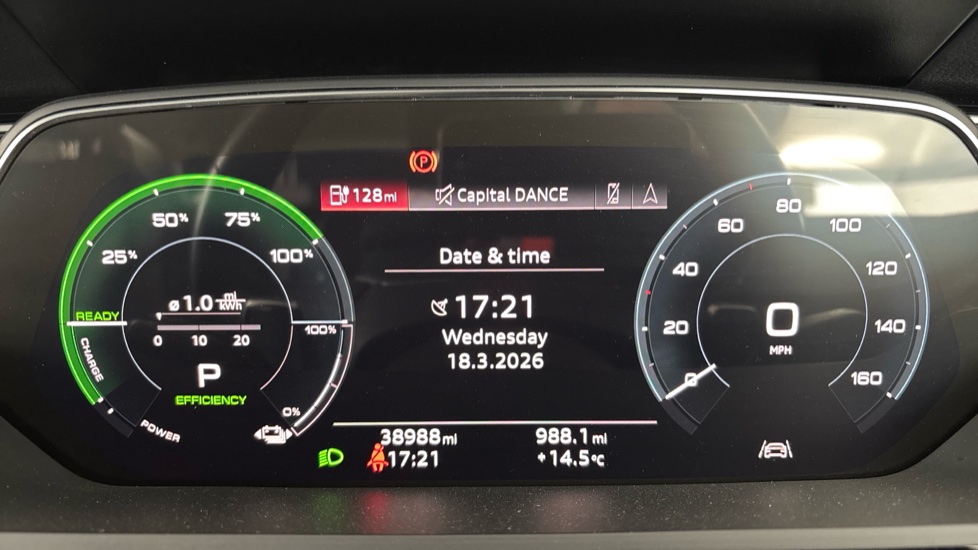 128mi
Capital DANCE
Date & time
17:21
Wednesday
18.3.2026
38988mi
988.1mi
17:21
+14.5°C
25%
50%
75%
100%
READY
CHARGE
POWER
ø1.0 mi/kWh
0 10 20
P
EFFICIENCY
100%
0%
0
20
40
60
80
100
120
140
160
0
MPH
(P)